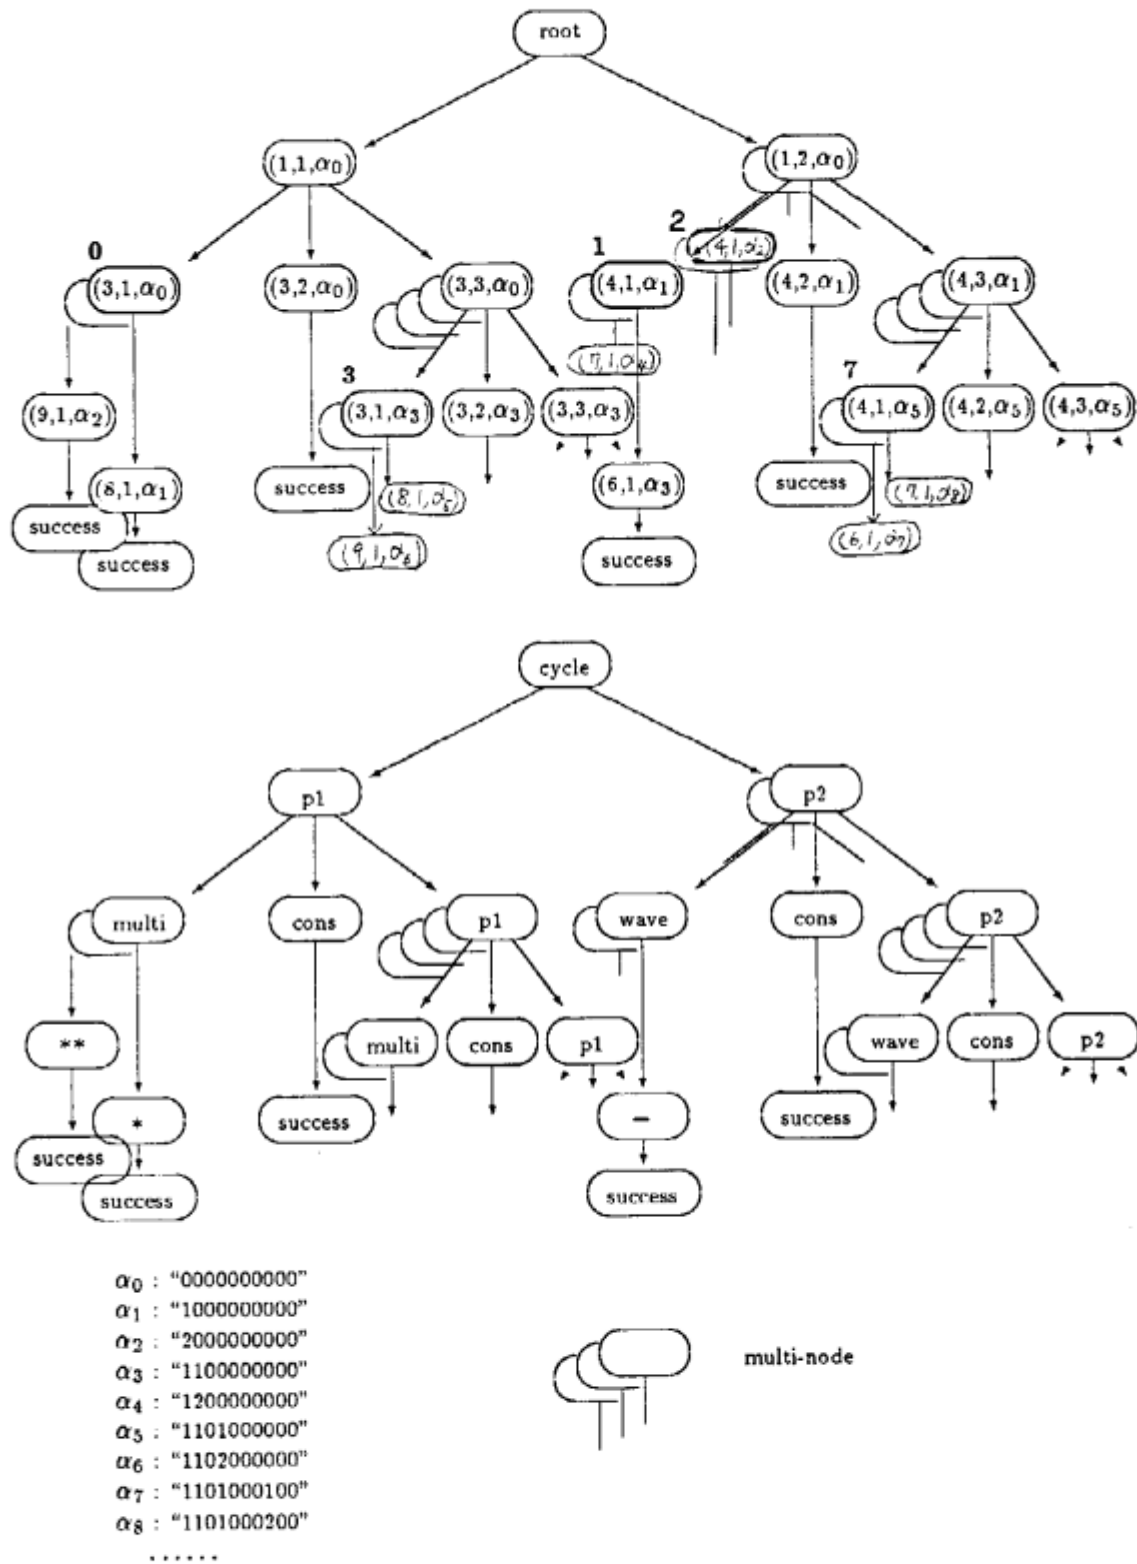 root
(1,1,α0) (1,2,α0)
0 1 2
(3,1,α0) (3,2,α0) (3,3,α0) (4,1,α1) (4,1,α2) (4,2,α1) (4,3,α1)
(7,1,α4)
3 7
(9,1,α2) (3,1,α3) (3,2,α3) (3,3,α3) (4,1,α5) (4,2,α5) (4,3,α5)
(8,1,α1) success (8,1,α5) (6,1,α3) success (7,1,α8)
success (9,1,α6) (6,1,α7)
success success
cycle
p1 p2
multi cons p1 wave cons p2
** multi cons p1 wave cons p2
* success – success
success success
success
α0 : “0000000000”
α1 : “1000000000”
α2 : “2000000000”
α3 : “1100000000”
α4 : “1200000000”
α5 : “1101000000”
α6 : “1102000000”
α7 : “1101000100”
α8 : “1101000200”
......
multi-node